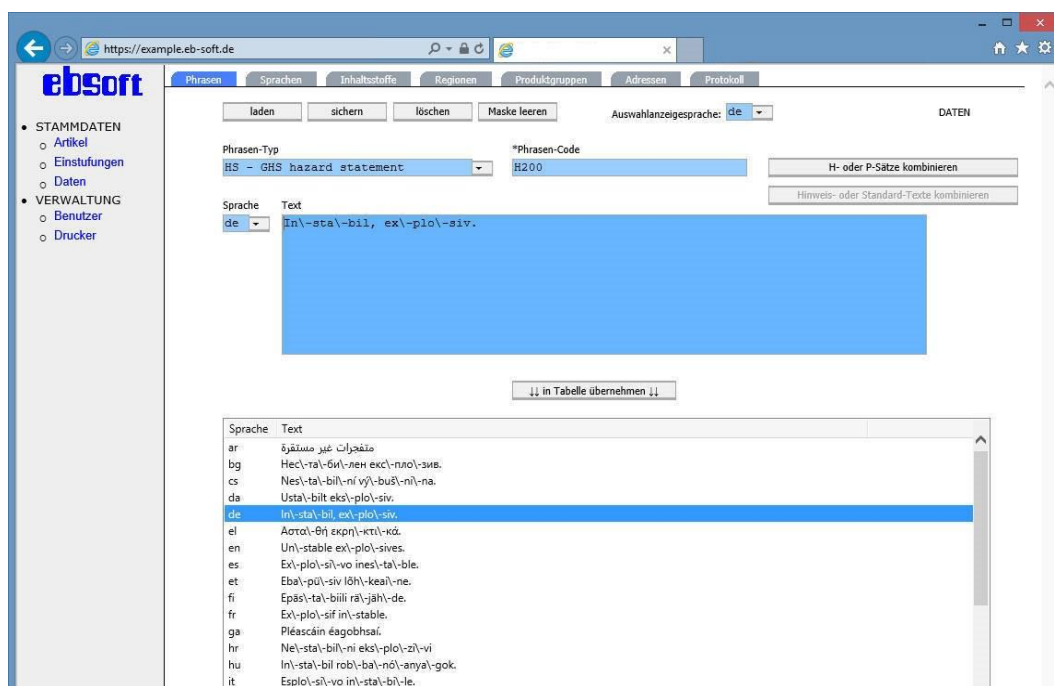 https://example.eb-soft.de
ebsoft
Phrasen Sprachen Inhaltsstoffe Regionen Produktgruppen Adressen Protokoll
laden sichern löschen Maske leeren Auswahlanzeigesprache: de DATEN
• STAMMDATEN
o Artikel
o Einstufungen
o Daten
• VERWALTUNG
o Benutzer
o Drucker
Phrasen-Typ *Phrasen-Code
HS - GHS hazard statement H200 H- oder P-Sätze kombinieren
Hinweis- oder Standard-Texte kombinieren
Sprache Text
de In\-sta\-bil, ex\-plo\-siv.
↓↓ in Tabelle übernehmen ↓↓
Sprache Text
ar متفجرات غير مستقرة
bg Нес\-та\-би\-лен екс\-пло\-зив.
cs Nes\-ta\-bil\-ní vý\-buš\-ni\-na.
da Usta\-bilt eks\-plo\-siv.
de In\-sta\-bil, ex\-plo\-siv.
el Αστα\-θή εκρη\-κτι\-κά.
en Un\-stable ex\-plo\-sives.
es Ex\-plo\-si\-vo ines\-ta\-ble.
et Eba\-pü\-siv lõh\-keai\-ne.
fi Epäs\-ta\-biili rä\-jäh\-de.
fr Ex\-plo\-sif in\-stable.
ga Pléascáin éagobhsaí.
hr Ne\-sta\-bil\-ni eks\-plo\-zi\-vi
hu In\-sta\-bil rob\-ba\-nó\-anya\-gok.
it Esplo\-si\-vo in\-sta\-bi\-le.